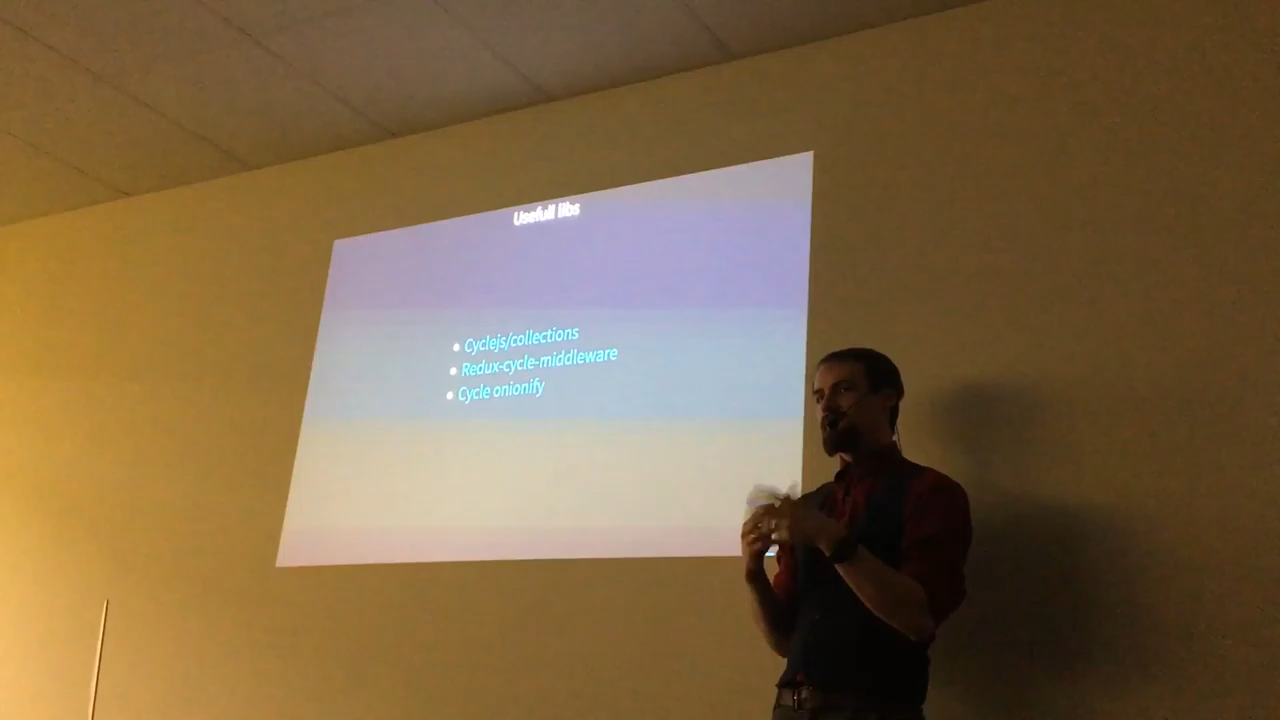 Usefull libs
Cyclejs/collections
Redux-cycle-middleware
Cycle onionify